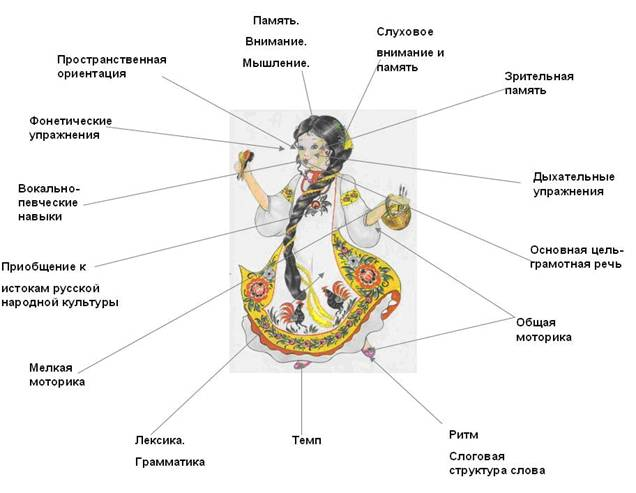 Память.
Внимание.
Мышление.
Слуховое
внимание и
память
Пространственная
ориентация
Зрительная
память
Фонетические
упражнения
Дыхательные
упражнения
Вокально-
певческие
навыки
Основная цель-
грамотная речь
Приобщение к
истокам русской
народной культуры
Общая
моторика
Мелкая
моторика
Лексика.
Грамматика
Темп
Ритм
Слоговая
структура слова